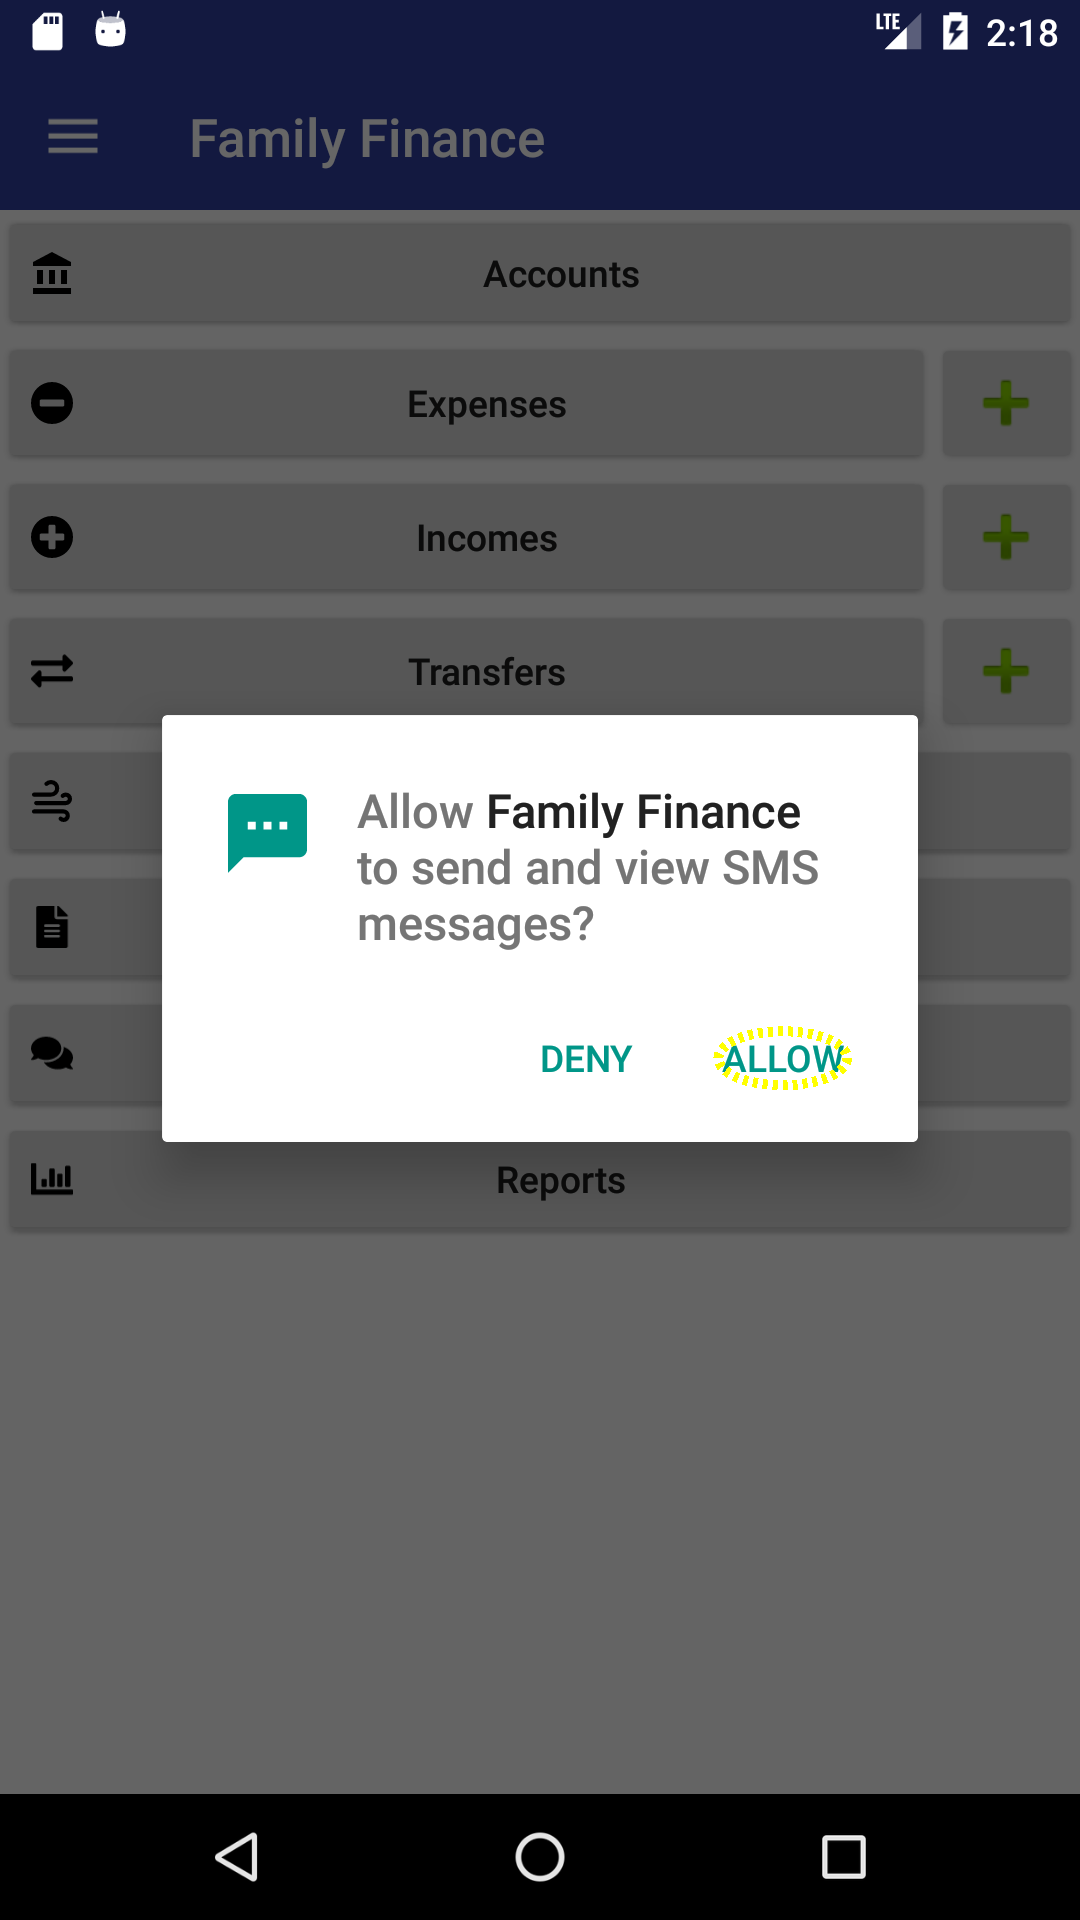 LTE 2:18
Family Finance
Accounts
Expenses
Incomes
Transfers
Allow Family Finance
to send and view SMS
messages?
DENY ALLOW
Reports